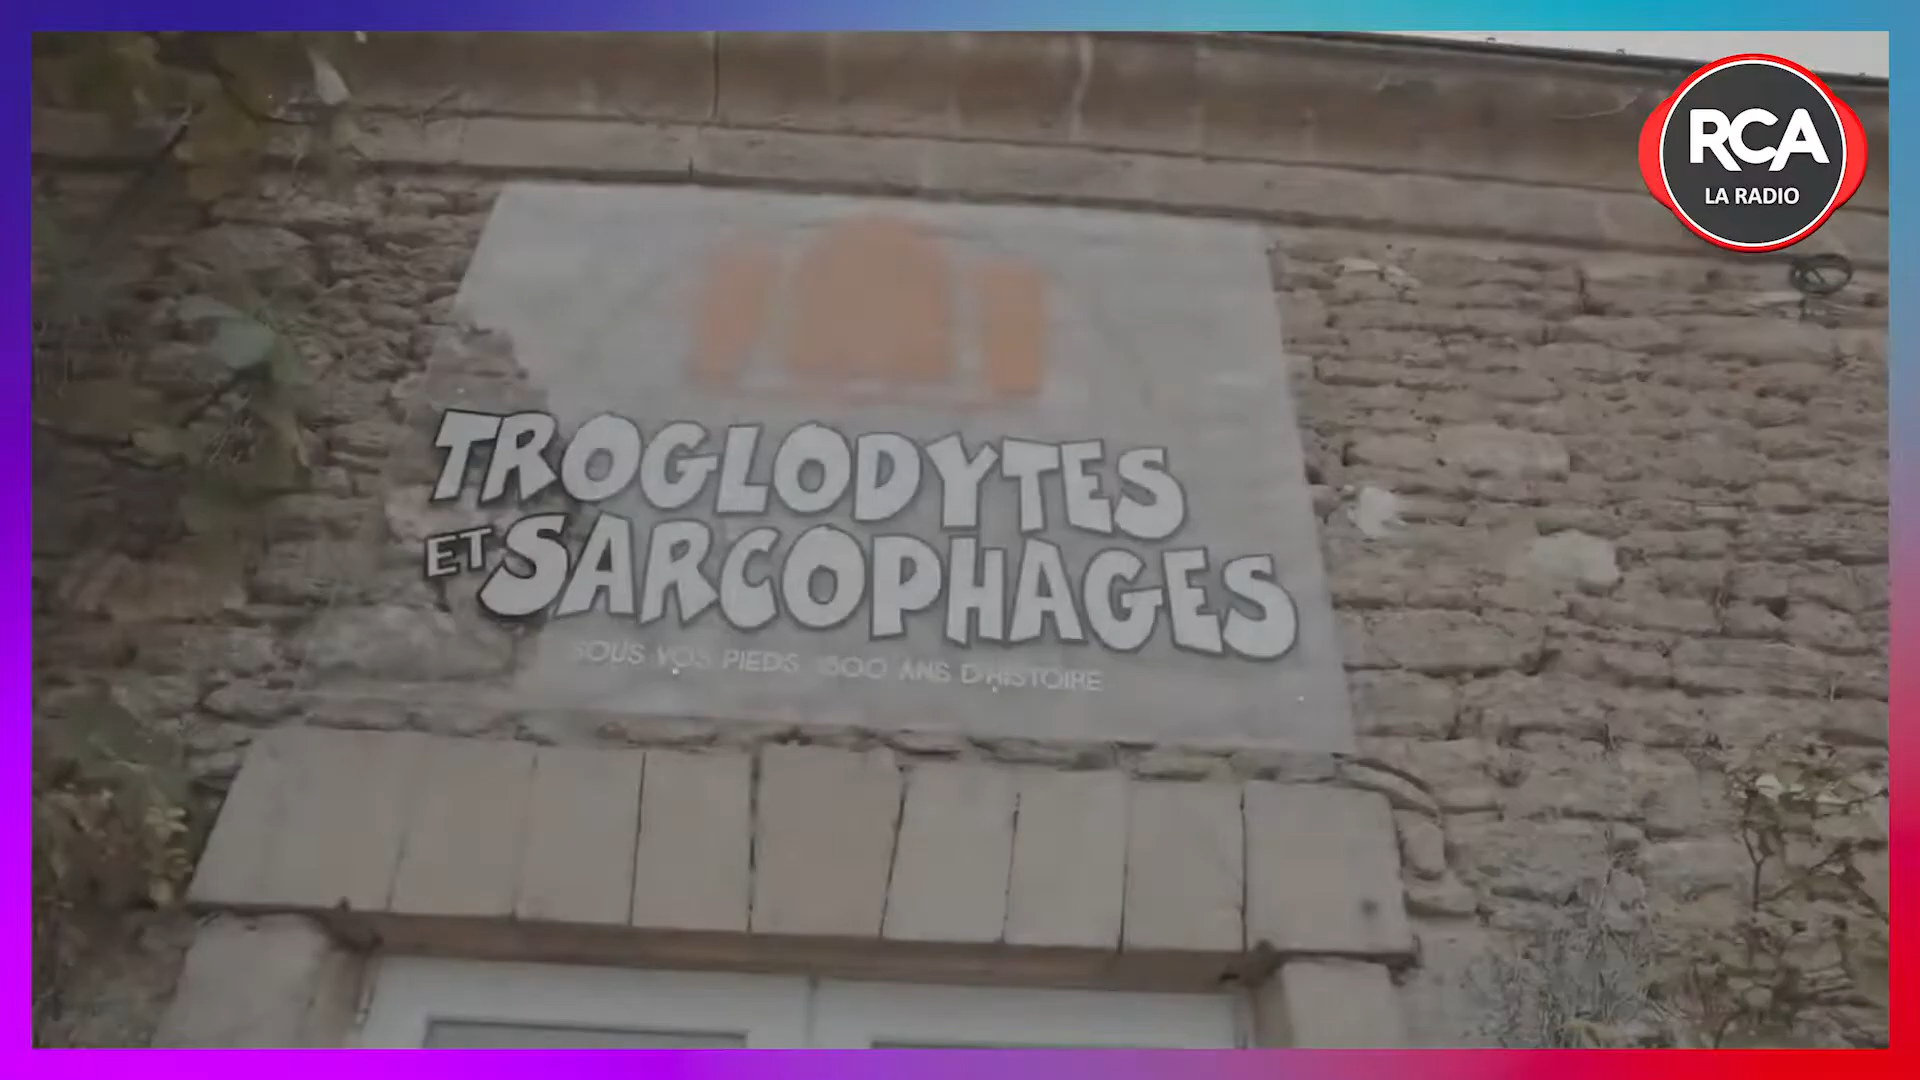 RCA
LA RADIO
TROGLODYTES
ET SARCOPHAGES
SOUS VOS PIEDS 1500 ANS D'HISTOIRE